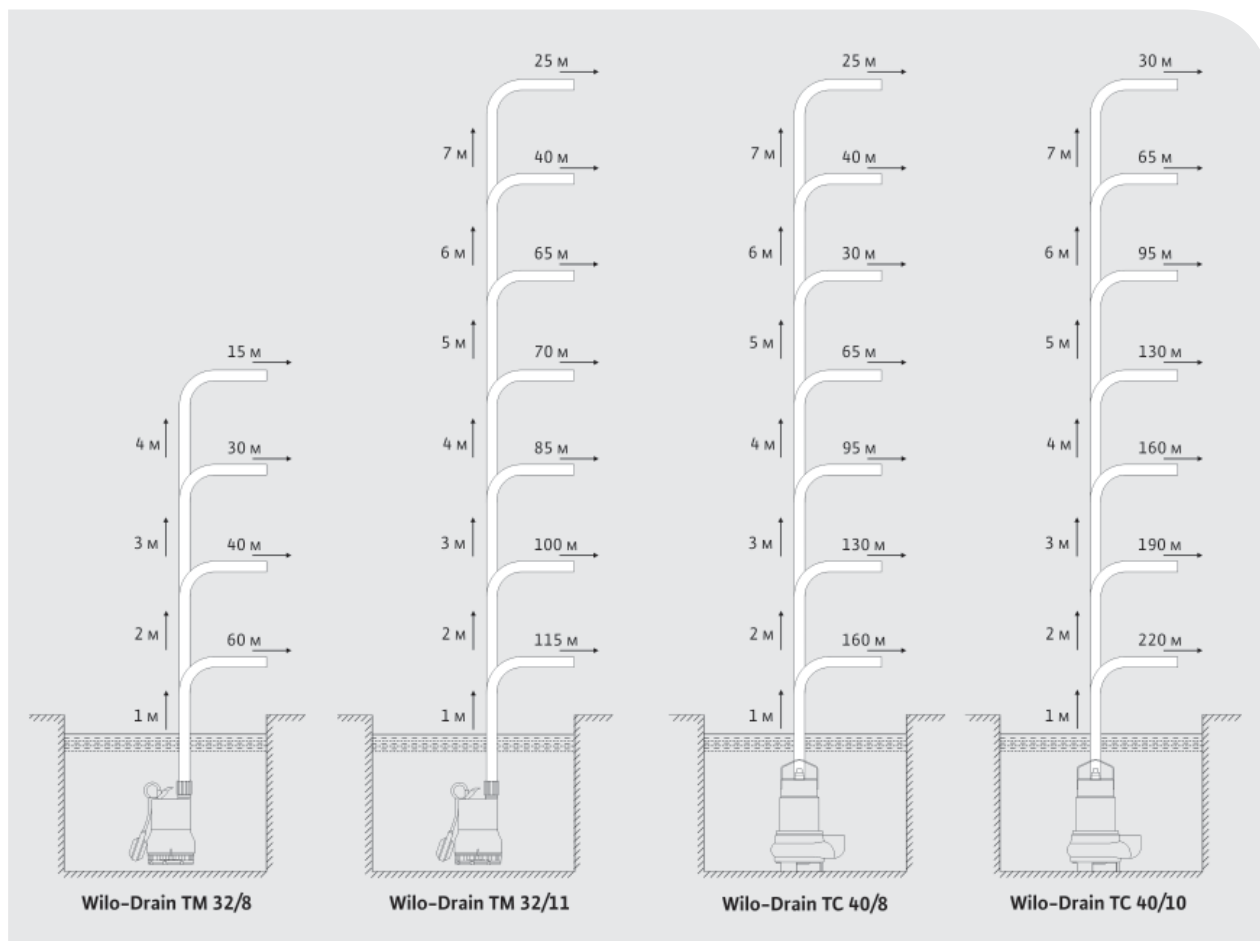 25 м 25 м 30 м
7 м 7 м 7 м
40 м 40 м 65 м
6 м 6 м 6 м
65 м 30 м 95 м
5 м 5 м 5 м
15 м 70 м 65 м 130 м
4 м 4 м 4 м 4 м
30 м 85 м 95 м 160 м
3 м 3 м 3 м 3 м
40 м 100 м 130 м 190 м
2 м 2 м 2 м 2 м
60 м 115 м 160 м 220 м
1 м 1 м 1 м 1 м
Wilo–Drain TM 32/8 Wilo–Drain TM 32/11 Wilo–Drain TC 40/8 Wilo–Drain TC 40/10